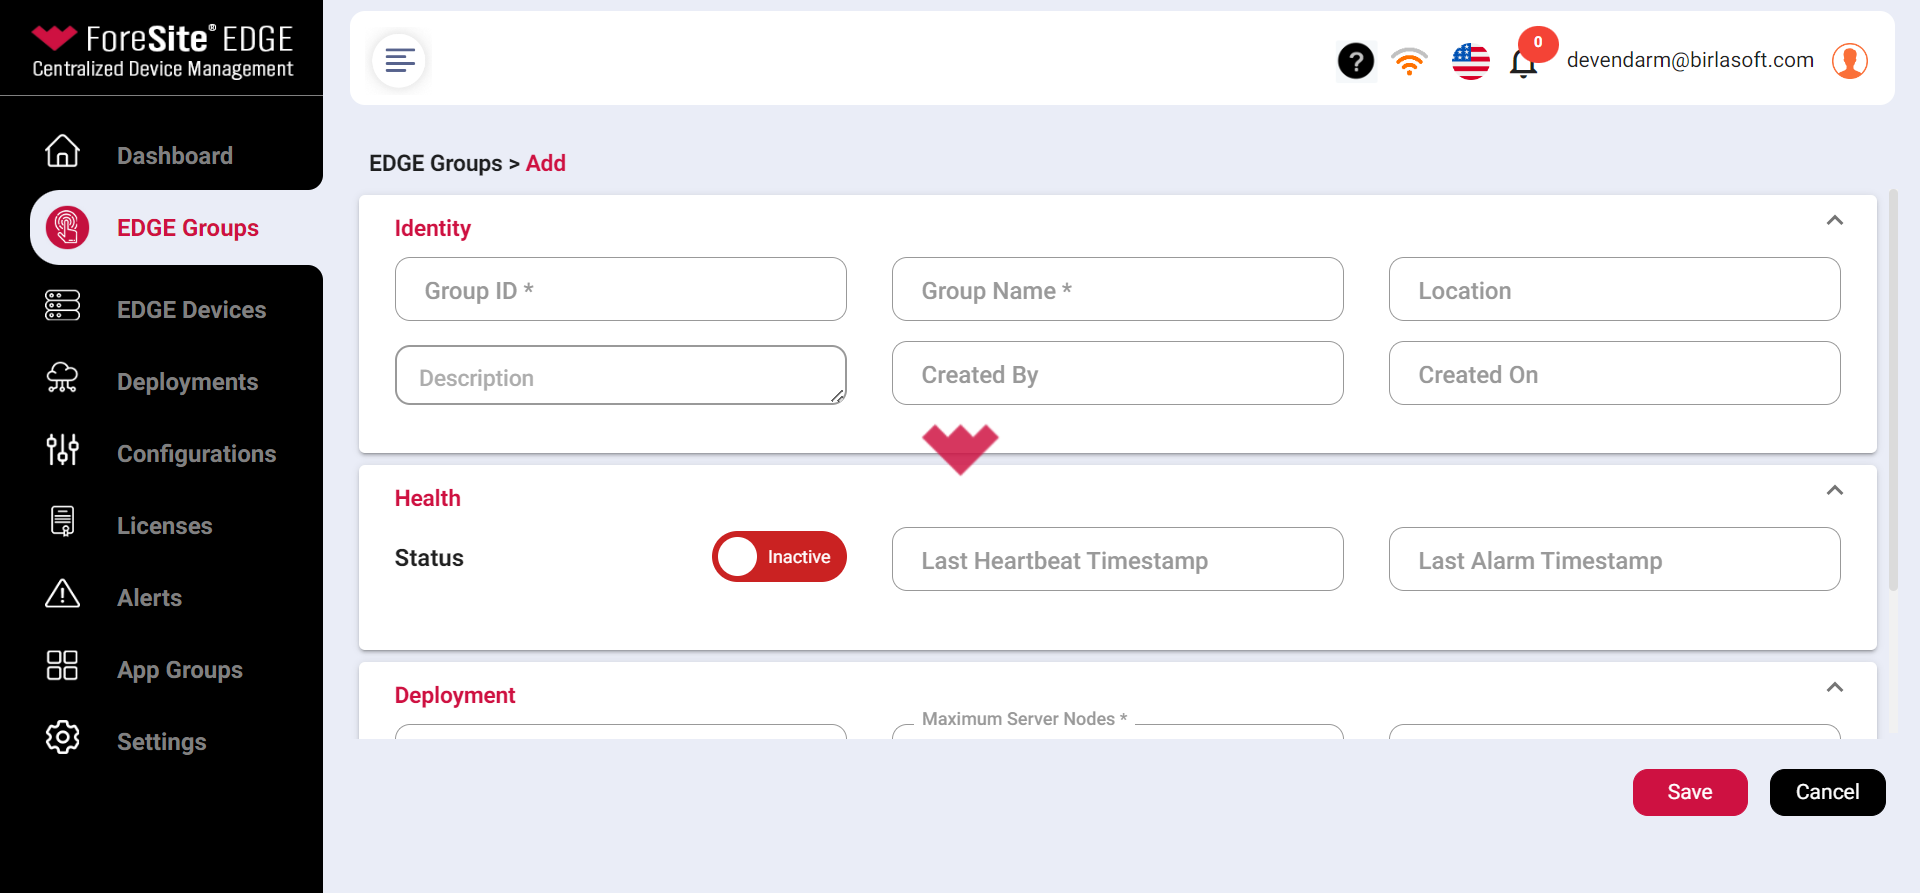 ForeSite® EDGE
Centralized Device Management
0
devendarm@birlasoft.com
Dashboard
EDGE Groups
EDGE Devices
Deployments
Configurations
Licenses
Alerts
App Groups
Settings
EDGE Groups > Add
Identity
Group ID *
Group Name *
Location
Description
Created By
Created On
Health
Status
Inactive
Last Heartbeat Timestamp
Last Alarm Timestamp
Deployment
Maximum Server Nodes *
Save
Cancel